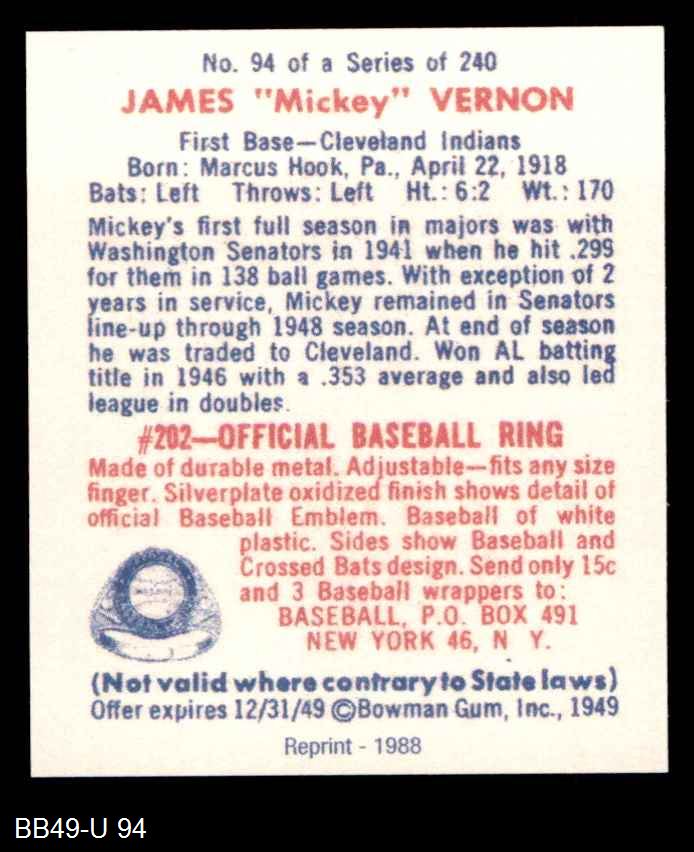 No. 94 of a Series of 240
JAMES "Mickey" VERNON
First Base—Cleveland Indians
Born: Marcus Hook, Pa., April 22, 1918
Bats: Left Throws: Left Ht.: 6:2 Wt.: 170
Mickey's first full season in majors was with
Washington Senators in 1941 when he hit .299
for them in 138 ball games. With exception of 2
years in service, Mickey remained in Senators
line-up through 1948 season. At end of season
he was traded to Cleveland. Won AL batting
title in 1946 with a .353 average and also led
league in doubles.
#202—OFFICIAL BASEBALL RING
Made of durable metal. Adjustable—fits any size
finger. Silverplate oxidized finish shows detail of
official Baseball Emblem. Baseball of white
plastic. Sides show Baseball and
Crossed Bats design. Send only 15c
and 3 Baseball wrappers to:
BASEBALL, P.O. BOX 491
NEW YORK 46, N Y.
(Not valid where contrary to State laws)
Offer expires 12/31/49 ©Bowman Gum, Inc., 1949
Reprint - 1988
BB49-U 94